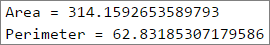 Area = 314.1592653589793
Perimeter = 62.83185307179586